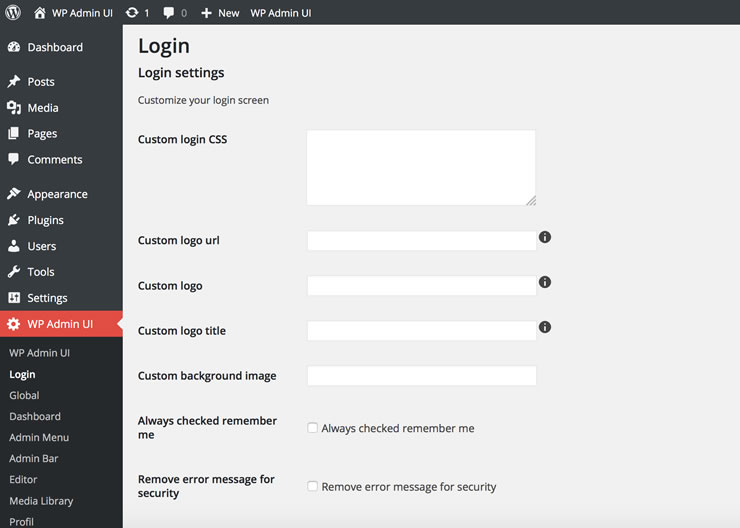 WP Admin UI 1 0 New WP Admin UI
Dashboard
Posts
Media
Pages
Comments
Appearance
Plugins
Users
Tools
Settings
WP Admin UI
WP Admin UI
Login
Global
Dashboard
Admin Menu
Admin Bar
Editor
Media Library
Profil
Login
Login settings
Customize your login screen
Custom login CSS
Custom logo url
Custom logo
Custom logo title
Custom background image
Always checked remember
me
Always checked remember me
Remove error message for
security
Remove error message for security